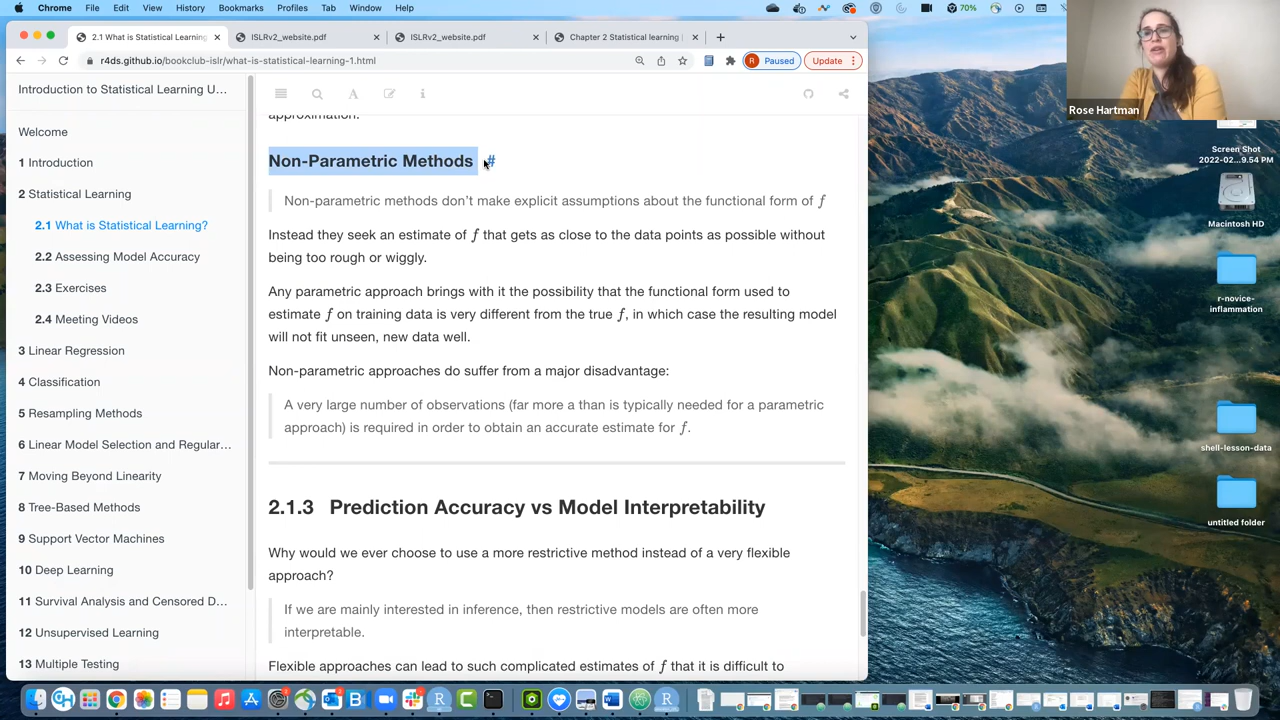 Chrome File Edit View History Bookmarks Profiles Tab Window Help
70%
2.1 What is Statistical Learning
ISLRv2_website.pdf
ISLRv2_website.pdf
Chapter 2 Statistical learning
r4ds.github.io/bookclub-islr/what-is-statistical-learning-1.html
R Paused
Update
Rose Hartman
Introduction to Statistical Learning U...
Welcome
1 Introduction
2 Statistical Learning
2.1 What is Statistical Learning?
2.2 Assessing Model Accuracy
2.3 Exercises
2.4 Meeting Videos
3 Linear Regression
4 Classification
5 Resampling Methods
6 Linear Model Selection and Regular...
7 Moving Beyond Linearity
8 Tree-Based Methods
9 Support Vector Machines
10 Deep Learning
11 Survival Analysis and Censored D...
12 Unsupervised Learning
13 Multiple Testing
approximation.
Non-Parametric Methods #
Non-parametric methods don't make explicit assumptions about the functional form of f
Instead they seek an estimate of f that gets as close to the data points as possible without
being too rough or wiggly.
Any parametric approach brings with it the possibility that the functional form used to
estimate f on training data is very different from the true f, in which case the resulting model
will not fit unseen, new data well.
Non-parametric approaches do suffer from a major disadvantage:
A very large number of observations (far more a than is typically needed for a parametric
approach) is required in order to obtain an accurate estimate for f.
2.1.3 Prediction Accuracy vs Model Interpretability
Why would we ever choose to use a more restrictive method instead of a very flexible
approach?
If we are mainly interested in inference, then restrictive models are often more
interpretable.
Flexible approaches can lead to such complicated estimates of f that it is difficult to
Screen Shot
2022-02...9.54 PM
Macintosh HD
r-novice-
inflammation
shell-lesson-data
untitled folder